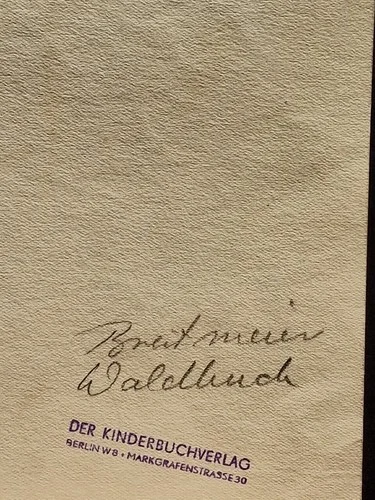 Breitmeier
Waldbuch
DER KINDERBUCHVERLAG
BERLIN W8 • MARKGRAFENSTRASSE 30